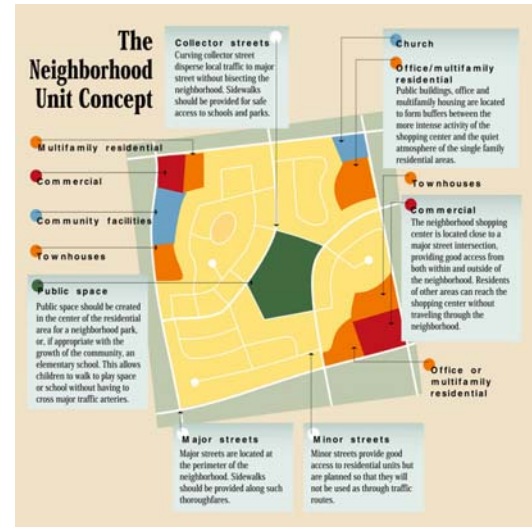 The
Neighborhood
Unit Concept
Collector streets
Curving collector street
disperse local traffic to major
street without bisecting the
neighborhood. Sidewalks
should be provided for safe
access to schools and parks.
Church
Office/multifamily
residential
Public buildings, office and
multifamily housing are located
to form buffers between the
more intense activity of the
shopping center and the quiet
atmosphere of the single family
residential areas.
Multifamily residential
Commercial
Community facilities
Townhouses
Public space
Public space should be created
in the center of the residential
area for a neighborhood park,
or, if appropriate with the
growth of the community, an
elementary school. This allows
children to walk to play space
or school without having to
cross major traffic arteries.
Townhouses
Commercial
The neighborhood shopping
center is located close to a
major street intersection,
providing good access from
both within and outside of
the neighborhood. Residents
of other areas can reach the
shopping center without
traveling through the
neighborhood.
Office or
multifamily
residential
Major streets
Major streets are located at
the perimeter of the
neighborhood. Sidewalks
should be provided along such
thoroughfares.
Minor streets
Minor streets provide good
access to residential units but
are planned so that they will
not be used as through traffic
routes.